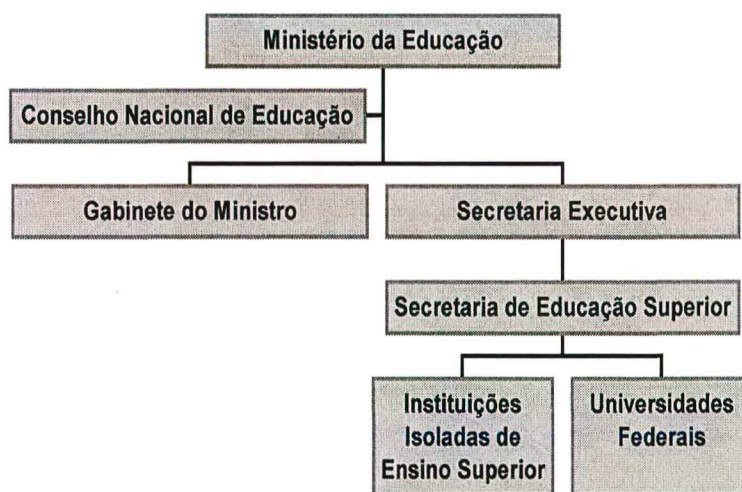 Ministério da Educação
Conselho Nacional de Educação
Gabinete do Ministro
Secretaria Executiva
Secretaria de Educação Superior
Instituições
Isoladas de
Ensino Superior
Universidades
Federais